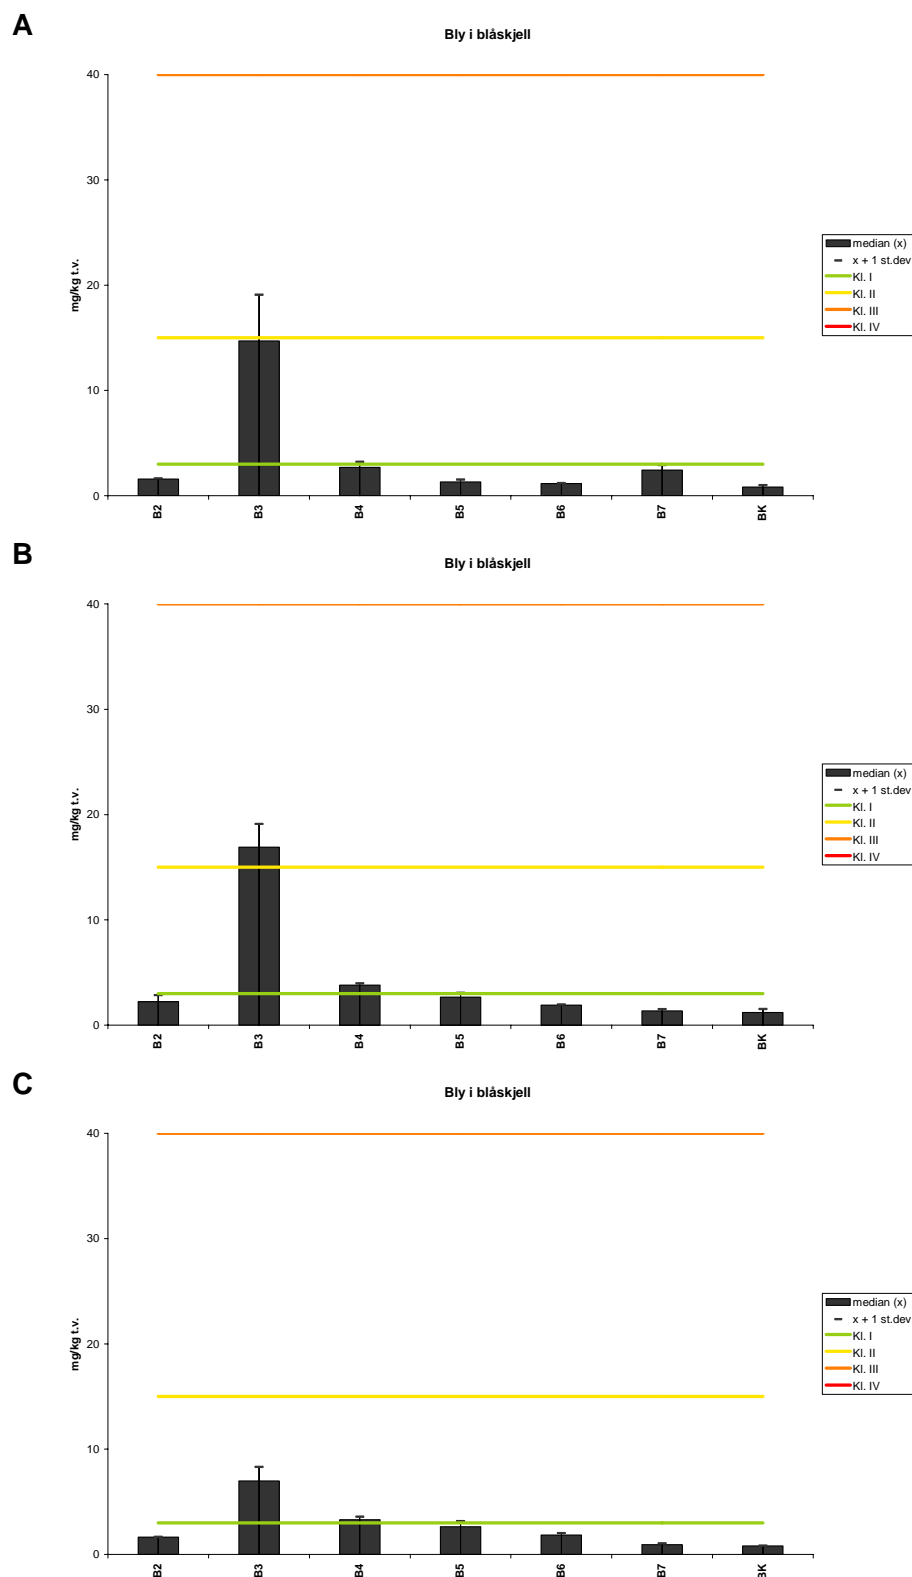 A
Bly i blåskjell
mg/kg t.v.
40
30
20
10
0
B2 B3 B4 B5 B6 B7 BK
median (x)
x + 1 st.dev
Kl. I
Kl. II
Kl. III
Kl. IV
B
Bly i blåskjell
mg/kg t.v.
40
30
20
10
0
B2 B3 B4 B5 B6 B7 BK
median (x)
x + 1 st.dev
Kl. I
Kl. II
Kl. III
Kl. IV
C
Bly i blåskjell
mg/kg t.v.
40
30
20
10
0
B2 B3 B4 B5 B6 B7 BK
median (x)
x + 1 st.dev
Kl. I
Kl. II
Kl. III
Kl. IV